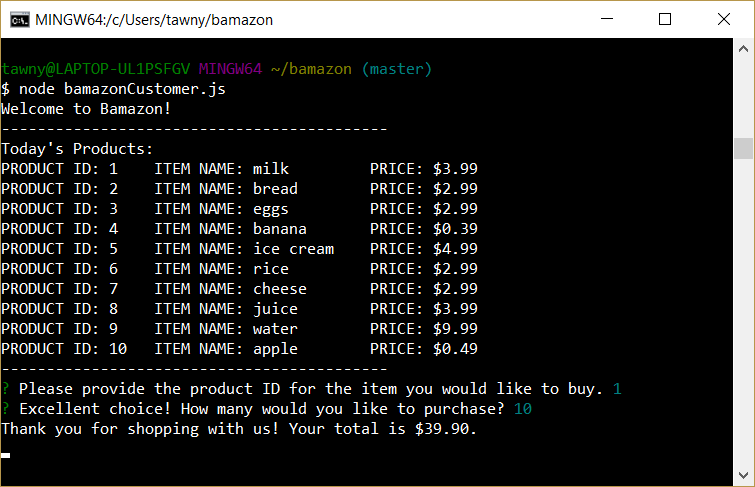 MINGW64:/c/Users/tawny/bamazon
tawny@LAPTOP-UL1PSFGV MINGW64 ~/bamazon (master)
$ node bamazonCustomer.js
Welcome to Bamazon!
-------------------------------------------
Today's Products:
PRODUCT ID: 1    ITEM NAME: milk         PRICE: $3.99
PRODUCT ID: 2    ITEM NAME: bread        PRICE: $2.99
PRODUCT ID: 3    ITEM NAME: eggs         PRICE: $2.99
PRODUCT ID: 4    ITEM NAME: banana       PRICE: $0.39
PRODUCT ID: 5    ITEM NAME: ice cream    PRICE: $4.99
PRODUCT ID: 6    ITEM NAME: rice         PRICE: $2.99
PRODUCT ID: 7    ITEM NAME: cheese       PRICE: $2.99
PRODUCT ID: 8    ITEM NAME: juice        PRICE: $3.99
PRODUCT ID: 9    ITEM NAME: water        PRICE: $9.99
PRODUCT ID: 10   ITEM NAME: apple        PRICE: $0.49
-------------------------------------------
? Please provide the product ID for the item you would like to buy. 1
? Excellent choice! How many would you like to purchase? 10
Thank you for shopping with us! Your total is $39.90.